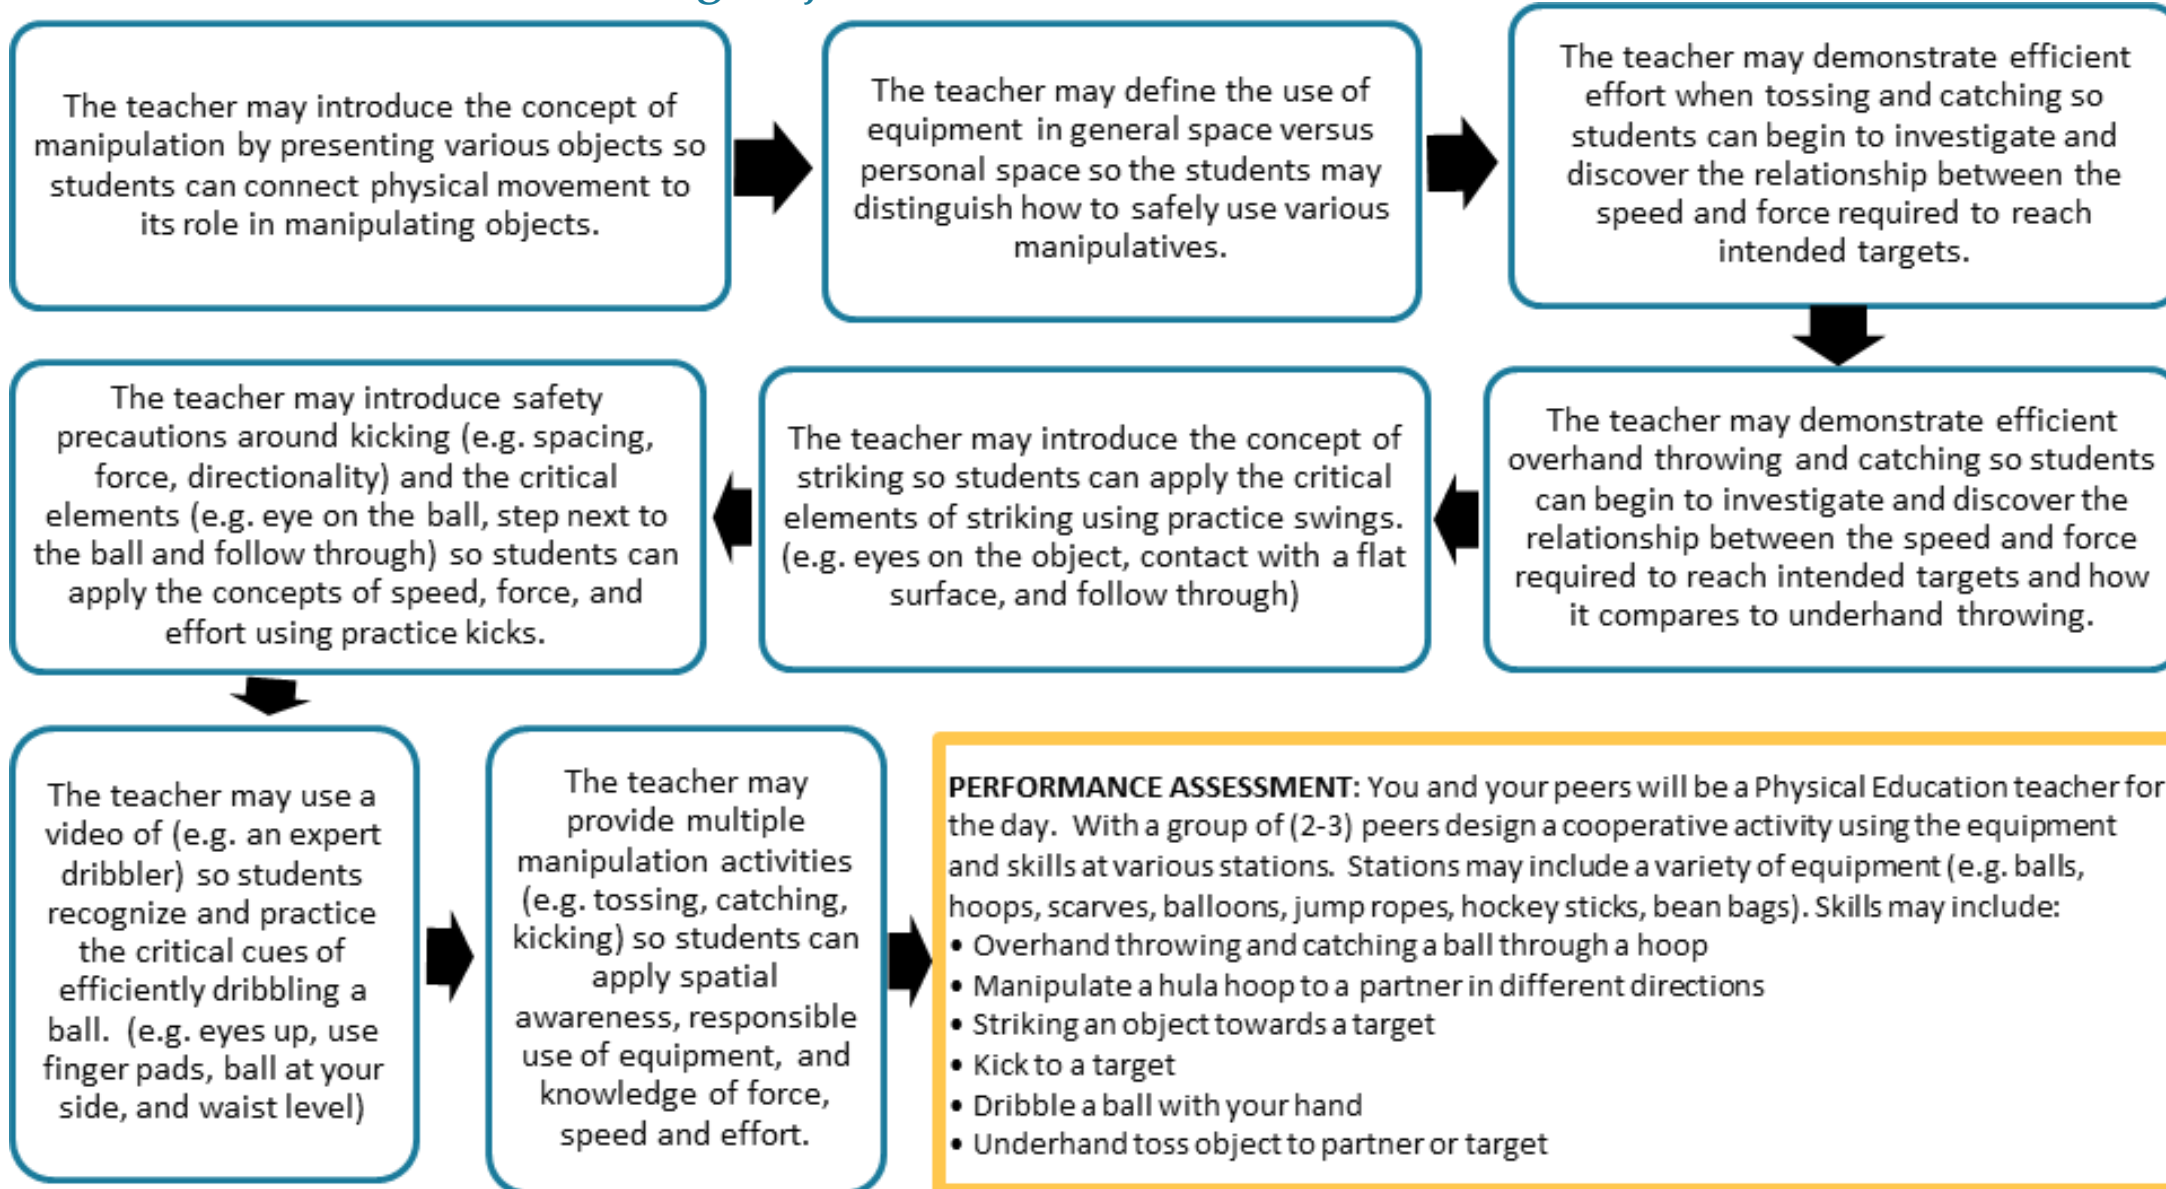 The teacher may introduce the concept of
manipulation by presenting various objects so
students can connect physical movement to
its role in manipulating objects.
The teacher may define the use of
equipment in general space versus
personal space so the students may
distinguish how to safely use various
manipulatives.
The teacher may demonstrate efficient
effort when tossing and catching so
students can begin to investigate and
discover the relationship between the
speed and force required to reach
intended targets.
The teacher may demonstrate efficient
overhand throwing and catching so students
can begin to investigate and discover the
relationship between the speed and force
required to reach intended targets and how
it compares to underhand throwing.
The teacher may introduce the concept of
striking so students can apply the critical
elements of striking using practice swings.
(e.g. eyes on the object, contact with a flat
surface, and follow through)
The teacher may introduce safety
precautions around kicking (e.g. spacing,
force, directionality) and the critical
elements (e.g. eye on the ball, step next to
the ball and follow through) so students can
apply the concepts of speed, force, and
effort using practice kicks.
The teacher may use a
video of (e.g. an expert
dribbler) so students
recognize and practice
the critical cues of
efficiently dribbling a
ball. (e.g. eyes up, use
finger pads, ball at your
side, and waist level)
The teacher may
provide multiple
manipulation activities
(e.g. tossing, catching,
kicking) so students can
apply spatial
awareness, responsible
use of equipment, and
knowledge of force,
speed and effort.
PERFORMANCE ASSESSMENT: You and your peers will be a Physical Education teacher for
the day. With a group of (2-3) peers design a cooperative activity using the equipment
and skills at various stations. Stations may include a variety of equipment (e.g. balls,
hoops, scarves, balloons, jump ropes, hockey sticks, bean bags). Skills may include:
• Overhand throwing and catching a ball through a hoop
• Manipulate a hula hoop to a partner in different directions
• Striking an object towards a target
• Kick to a target
• Dribble a ball with your hand
• Underhand toss object to partner or target